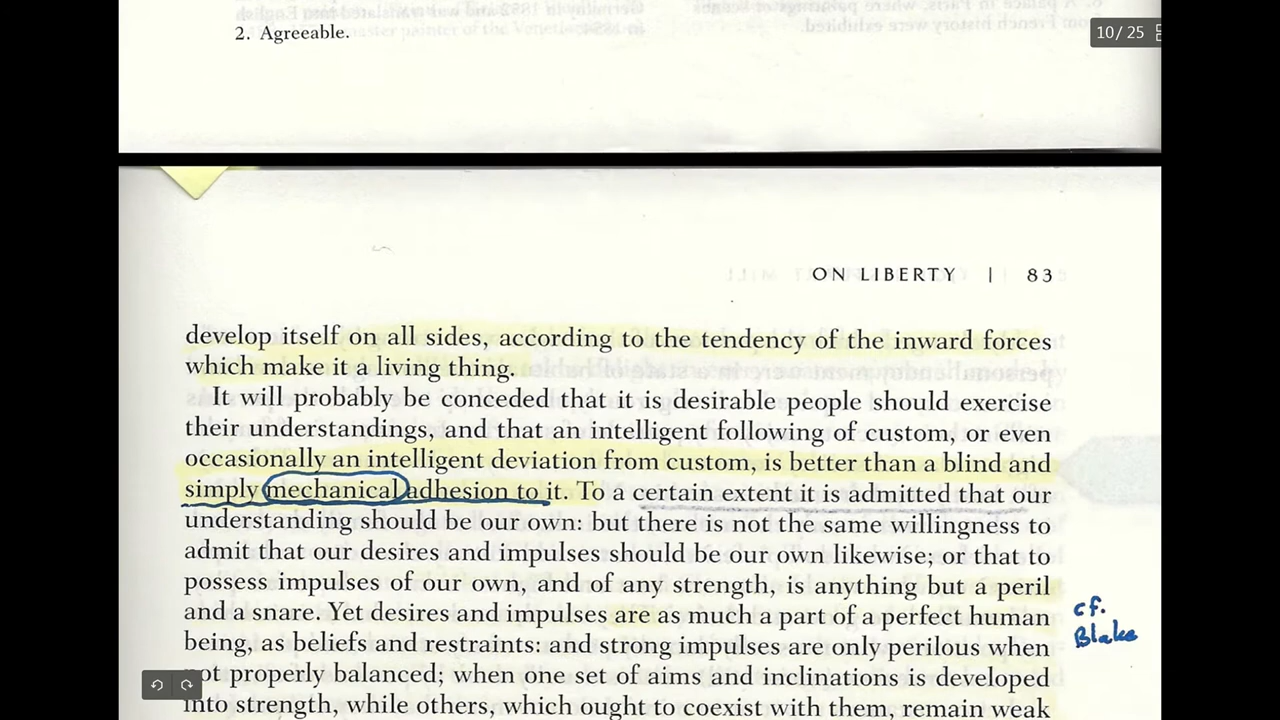 2. Agreeable.
10/ 25
ON LIBERTY | 83
develop itself on all sides, according to the tendency of the inward forces
which make it a living thing.
It will probably be conceded that it is desirable people should exercise
their understandings, and that an intelligent following of custom, or even
occasionally an intelligent deviation from custom, is better than a blind and
simply mechanical adhesion to it. To a certain extent it is admitted that our
understanding should be our own: but there is not the same willingness to
admit that our desires and impulses should be our own likewise; or that to
possess impulses of our own, and of any strength, is anything but a peril
and a snare. Yet desires and impulses are as much a part of a perfect human
cf.
being, as beliefs and restraints: and strong impulses are only perilous when
Blake
not properly balanced; when one set of aims and inclinations is developed
into strength, while others, which ought to coexist with them, remain weak